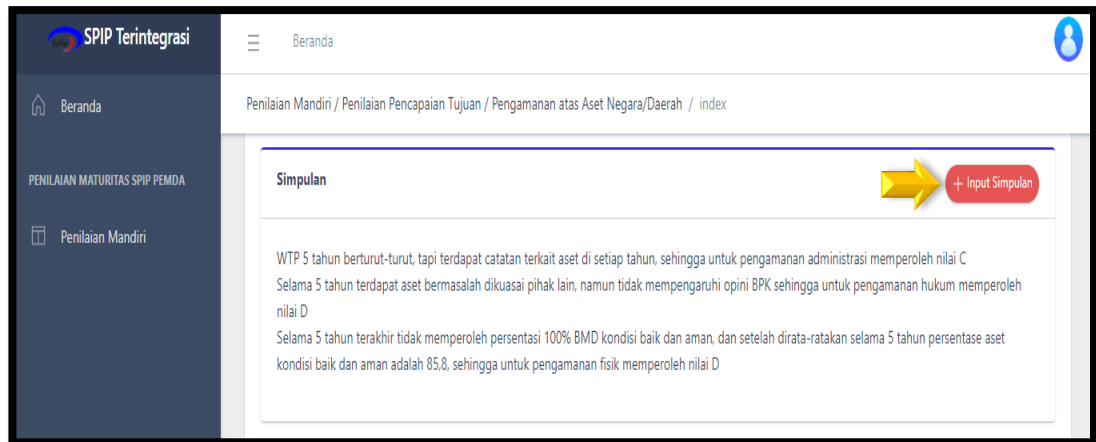 SPIP Terintegrasi
Beranda
Beranda
Penilaian Mandiri / Penilaian Pencapaian Tujuan / Pengamanan atas Aset Negara/Daerah / index
PENILAIAN MATURITAS SPIP PEMDA
Penilaian Mandiri
Simpulan
+ Input Simpulan
WTP 5 tahun berturut-turut, tapi terdapat catatan terkait aset di setiap tahun, sehingga untuk pengamanan administrasi memperoleh nilai C
Selama 5 tahun terdapat aset bermasalah dikuasai pihak lain, namun tidak mempengaruhi opini BPK sehingga untuk pengamanan hukum memperoleh
nilai D
Selama 5 tahun terakhir tidak memperoleh persentasi 100% BMD kondisi baik dan aman, dan setelah dirata-ratakan selama 5 tahun persentase aset
kondisi baik dan aman adalah 85,8, sehingga untuk pengamanan fisik memperoleh nilai D